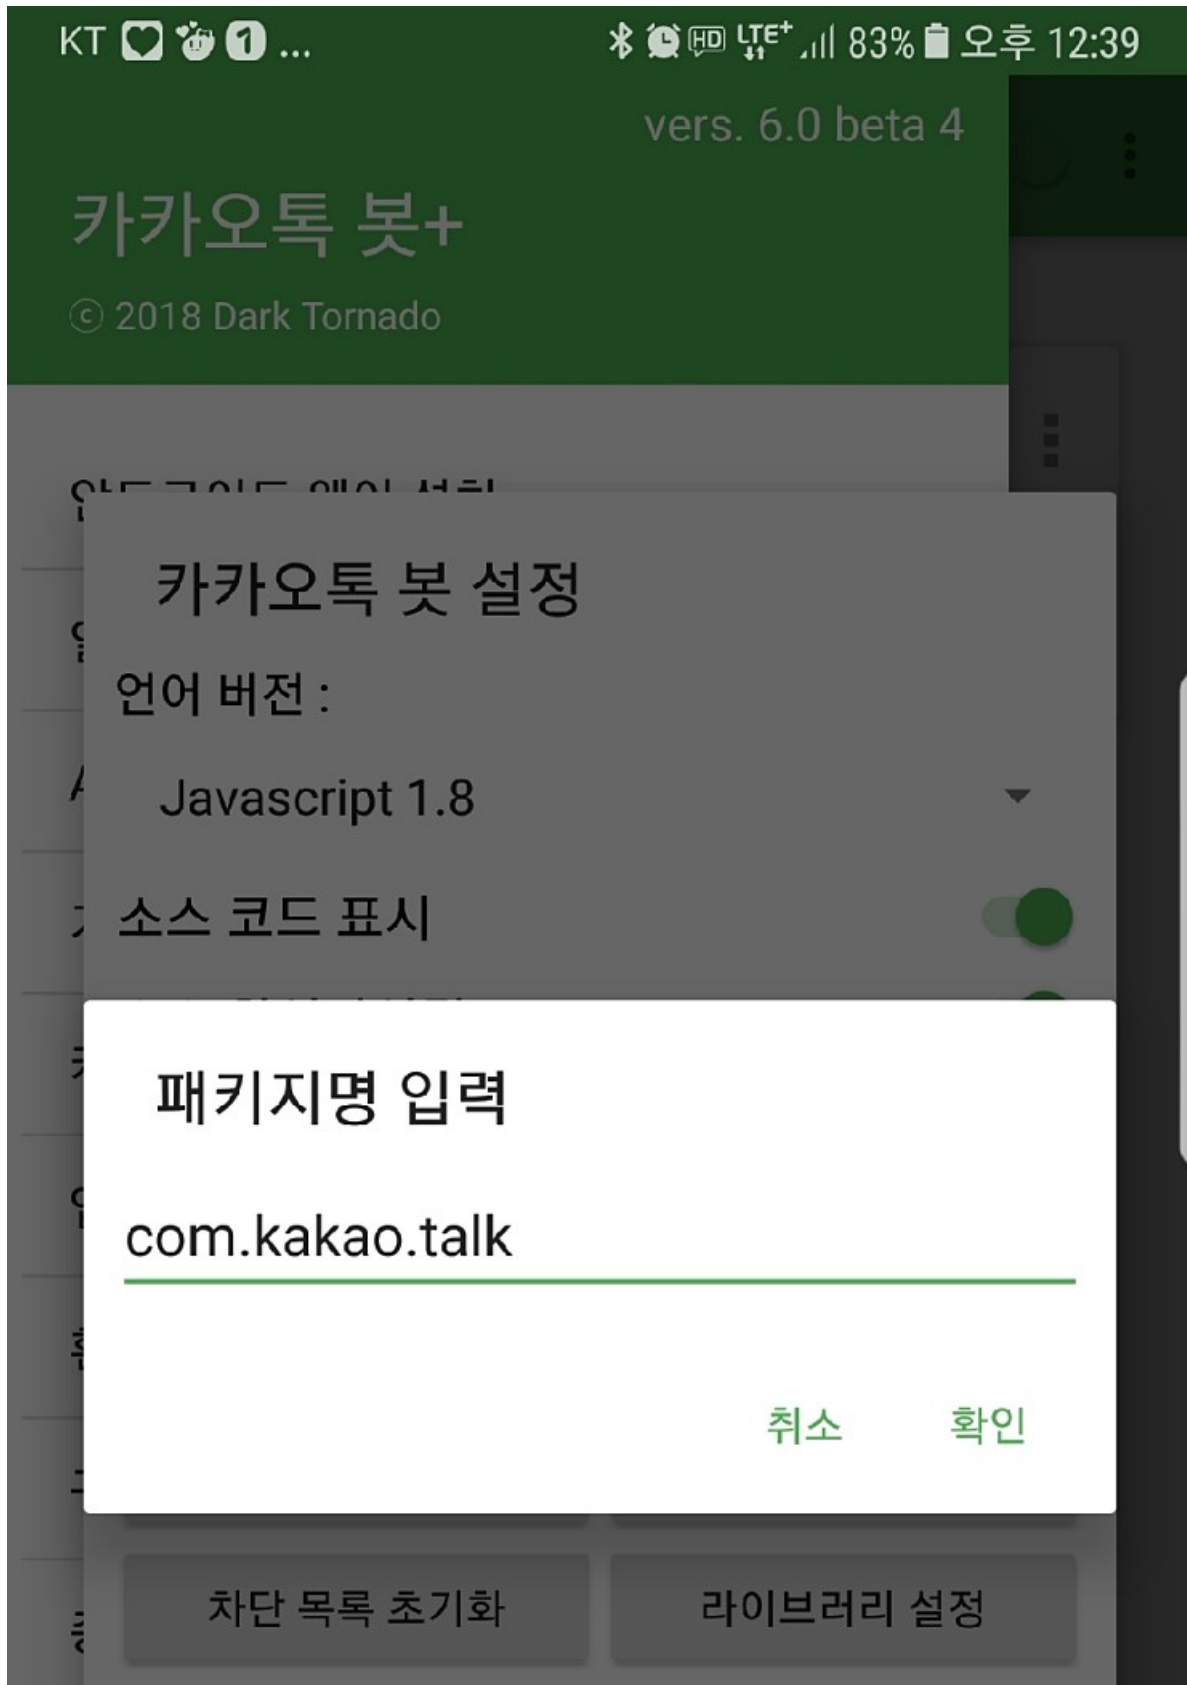 KT 1 ... HD LTE+ 83% 오후 12:39
vers. 6.0 beta 4
카카오톡 봇+
ⓒ 2018 Dark Tornado
카카오톡 봇 설정
언어 버전 :
Javascript 1.8
소스 코드 표시
패키지명 입력
com.kakao.talk
취소 확인
차단 목록 초기화 라이브러리 설정